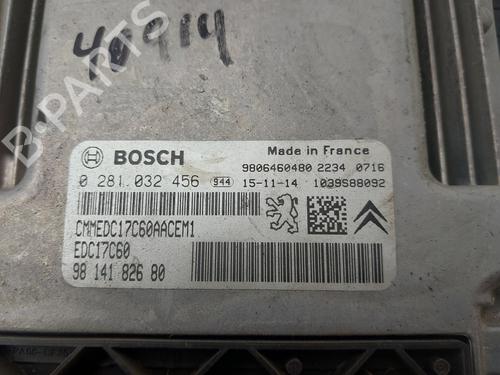 40914
BOSCH
Made in France
9806460480 2234 0716
0 281 032 456 944 15-11-14 1039S88092
CMMEDC17C60AACEM1
EDC17C60
98 141 826 80
B-PARTS